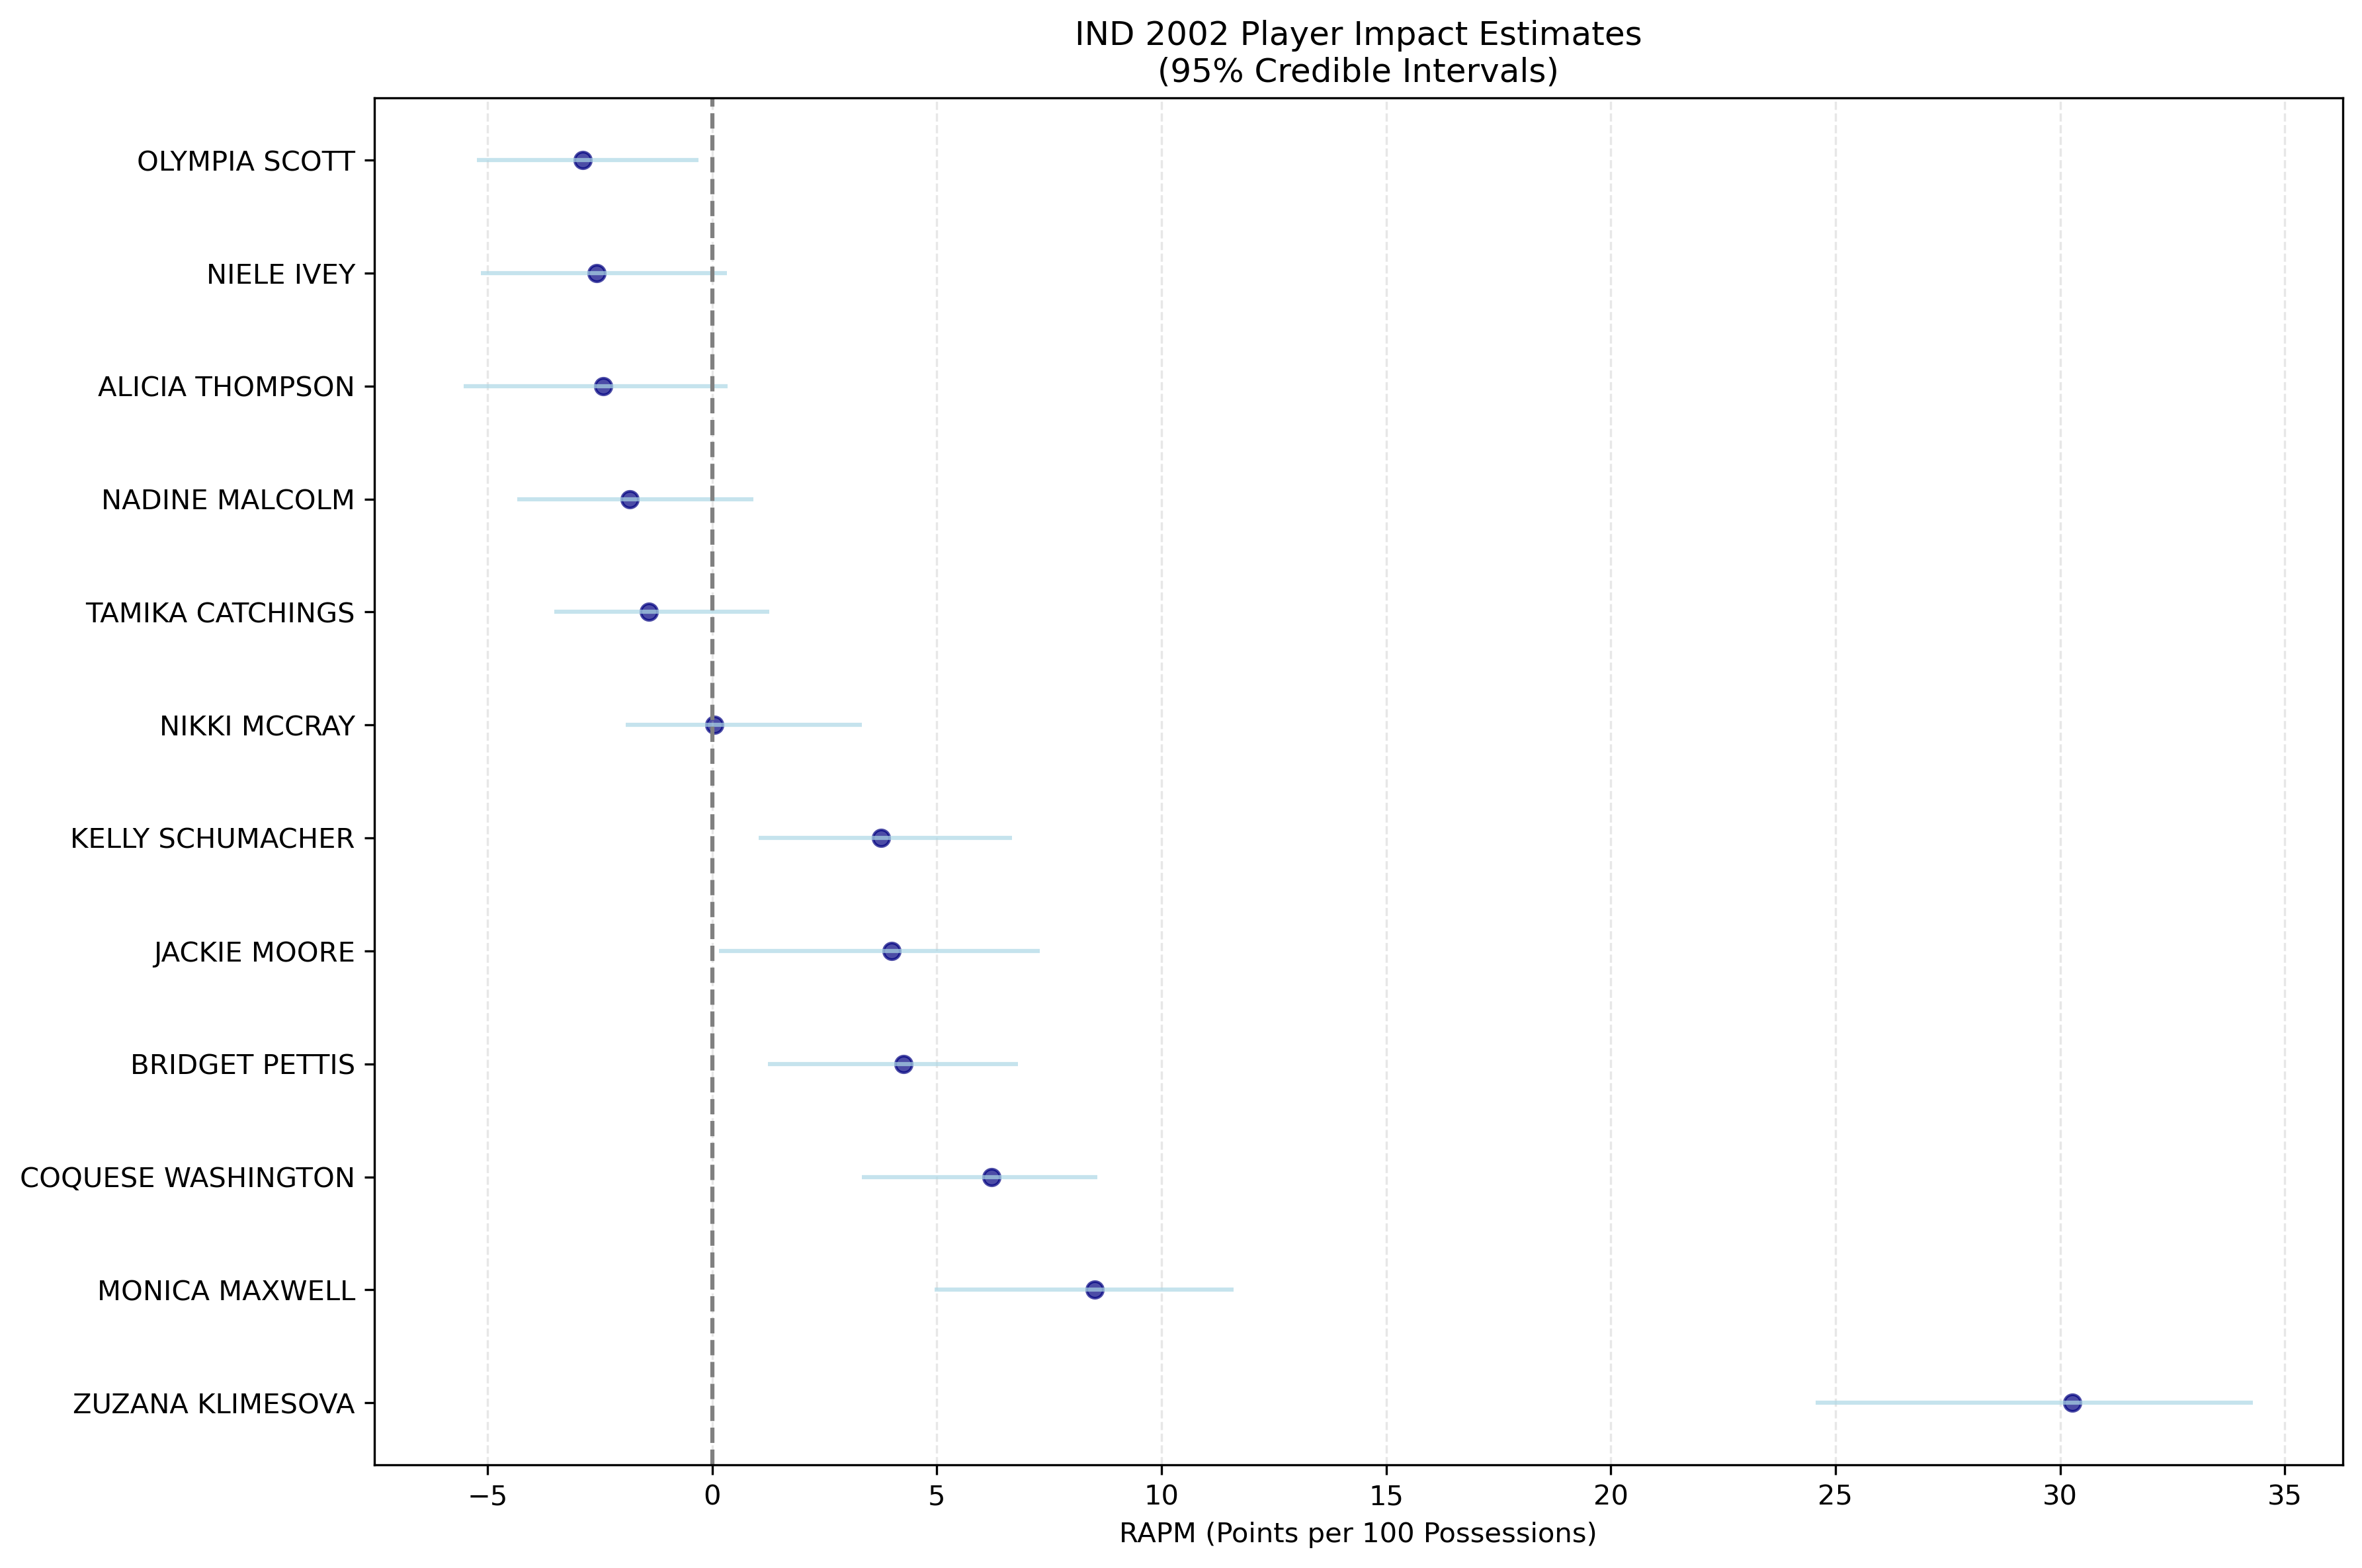 IND 2002 Player Impact Estimates
(95% Credible Intervals)
OLYMPIA SCOTT
NIELE IVEY
ALICIA THOMPSON
NADINE MALCOLM
TAMIKA CATCHINGS
NIKKI MCCRAY
KELLY SCHUMACHER
JACKIE MOORE
BRIDGET PETTIS
COQUESE WASHINGTON
MONICA MAXWELL
ZUZANA KLIMESOVA
−5 0 5 10 15 20 25 30 35
RAPM (Points per 100 Possessions)